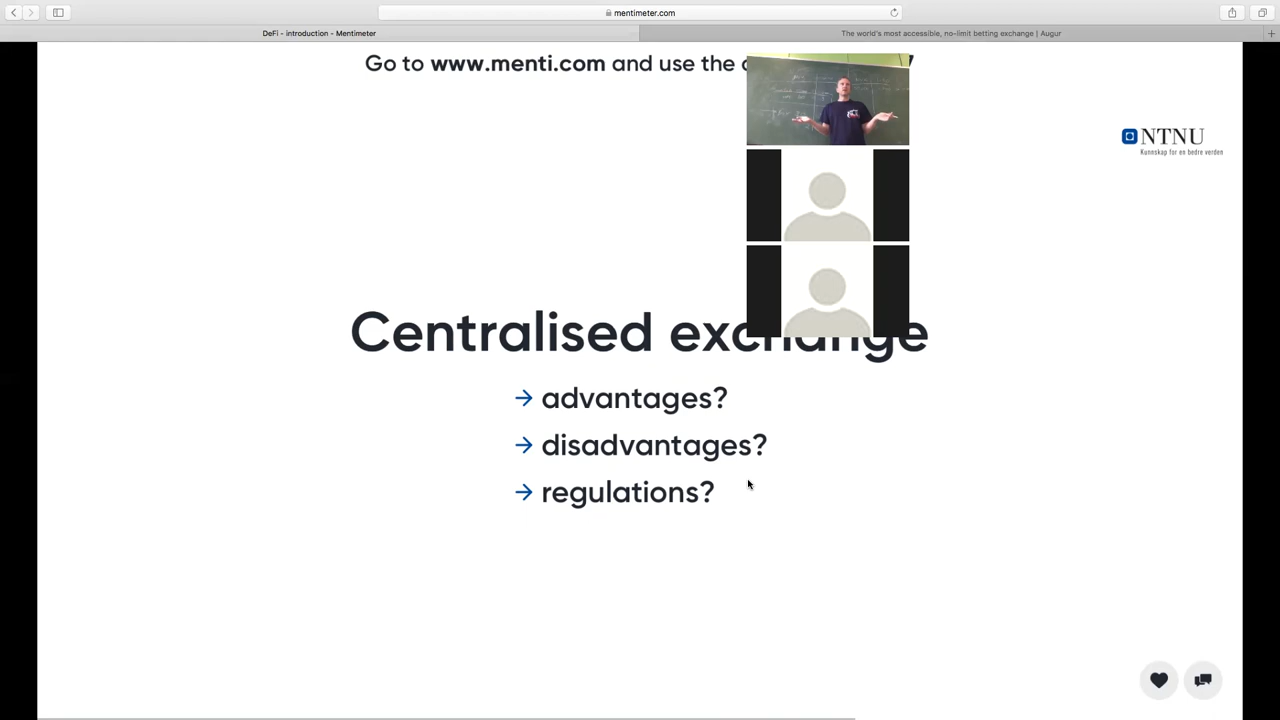 mentimeter.com
DeFi - introduction - Mentimeter
The world's most accessible, no-limit betting exchange | Augur
Go to www.menti.com and use the
NTNU
Kunnskap for en bedre verden
Centralised exchange
→ advantages?
→ disadvantages?
→ regulations?